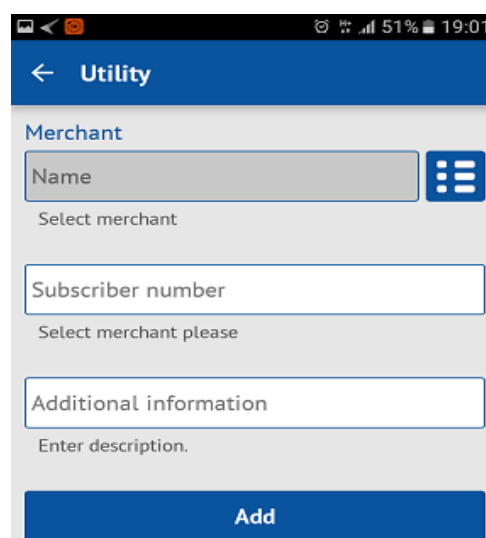 51% 19:01
Utility
Merchant
Name
Select merchant
Subscriber number
Select merchant please
Additional information
Enter description.
Add